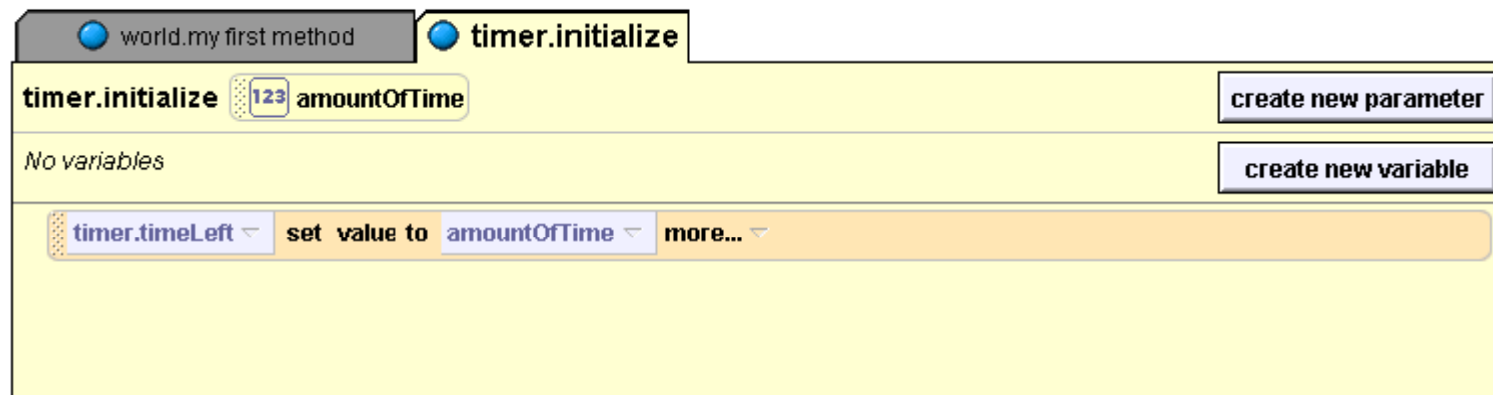 world.my first method timer.initialize
timer.initialize 123 amountOfTime create new parameter
No variables create new variable
timer.timeLeft set value to amountOfTime more...